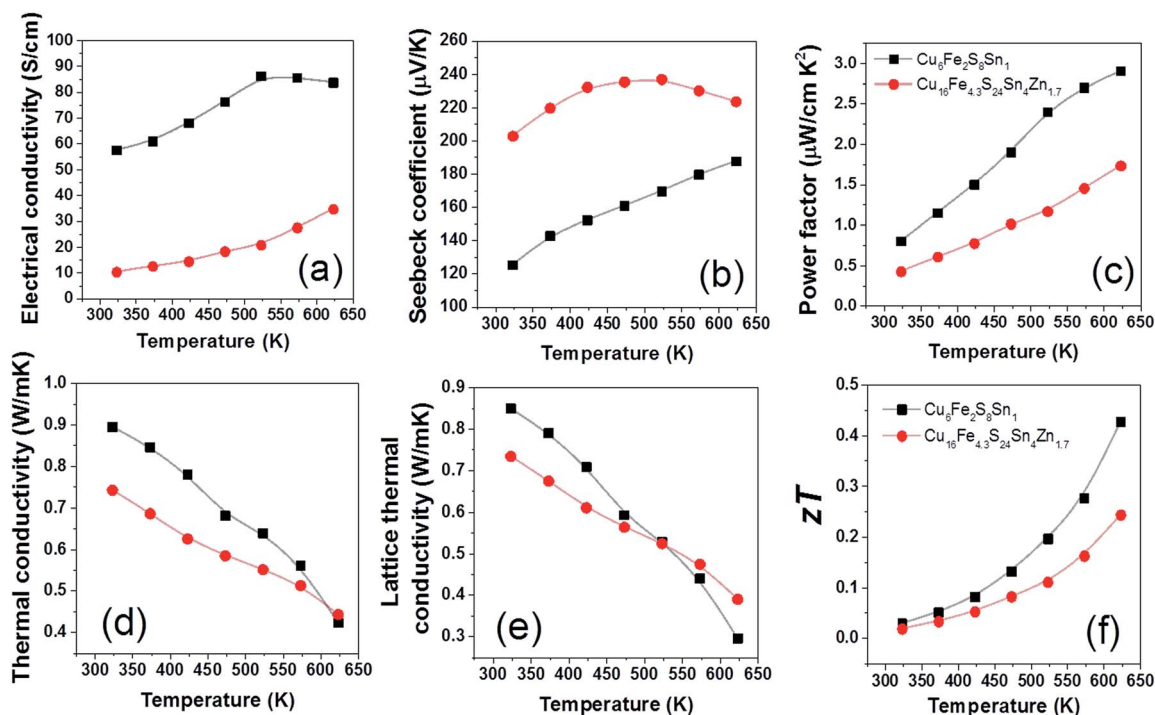 Electrical conductivity (S/cm)
100
90
80
70
60
50
40
30
20
10
0
(a)
300 350 400 450 500 550 600 650
Temperature (K)
Seebeck coefficient (μV/K)
260
240
220
200
180
160
140
120
100
(b)
300 350 400 450 500 550 600 650
Temperature (K)
Power factor (μW/cm K²)
3.0
2.5
2.0
1.5
1.0
0.5
0.0
Cu₆Fe₂S₈Sn₁
Cu₁₆Fe₄.₃S₂₄Sn₄Zn₁.₇
(c)
300 350 400 450 500 550 600 650
Temperature (K)
Thermal conductivity (W/mK)
1.0
0.9
0.8
0.7
0.6
0.5
0.4
(d)
300 350 400 450 500 550 600 650
Temperature (K)
Lattice thermal
conductivity (W/mK)
0.9
0.8
0.7
0.6
0.5
0.4
0.3
(e)
300 350 400 450 500 550 600 650
Temperature (K)
zT
0.5
0.4
0.3
0.2
0.1
0.0
Cu₆Fe₂S₈Sn₁
Cu₁₆Fe₄.₃S₂₄Sn₄Zn₁.₇
(f)
300 350 400 450 500 550 600 650
Temperature (K)